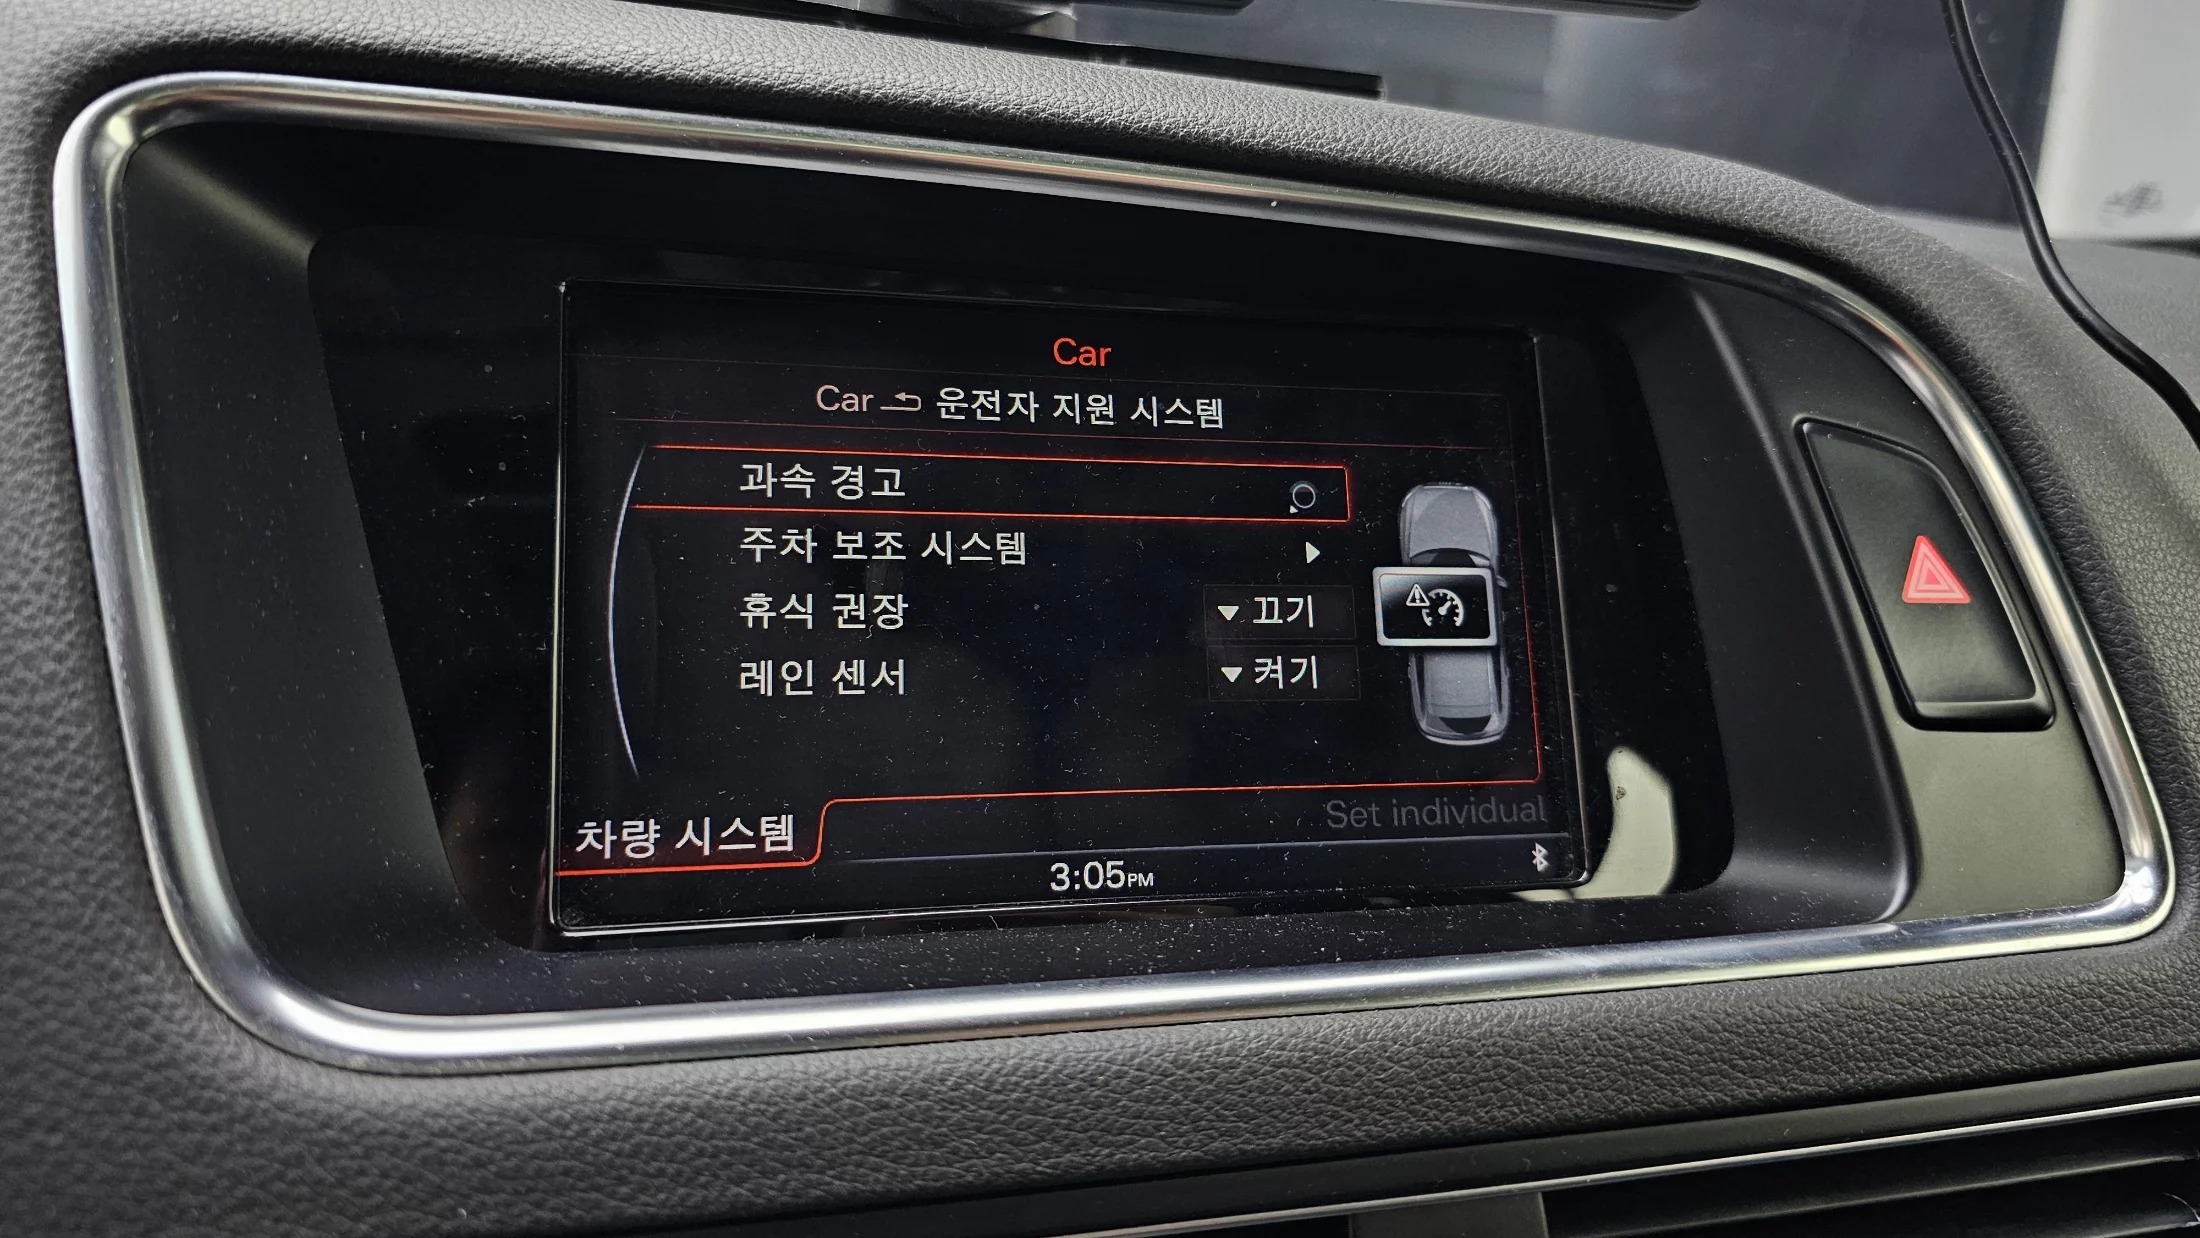 Car
Car 운전자 지원 시스템
과속 경고
주차 보조 시스템
휴식 권장 끄기
레인 센서 켜기
Set individual
차량 시스템
3:05PM